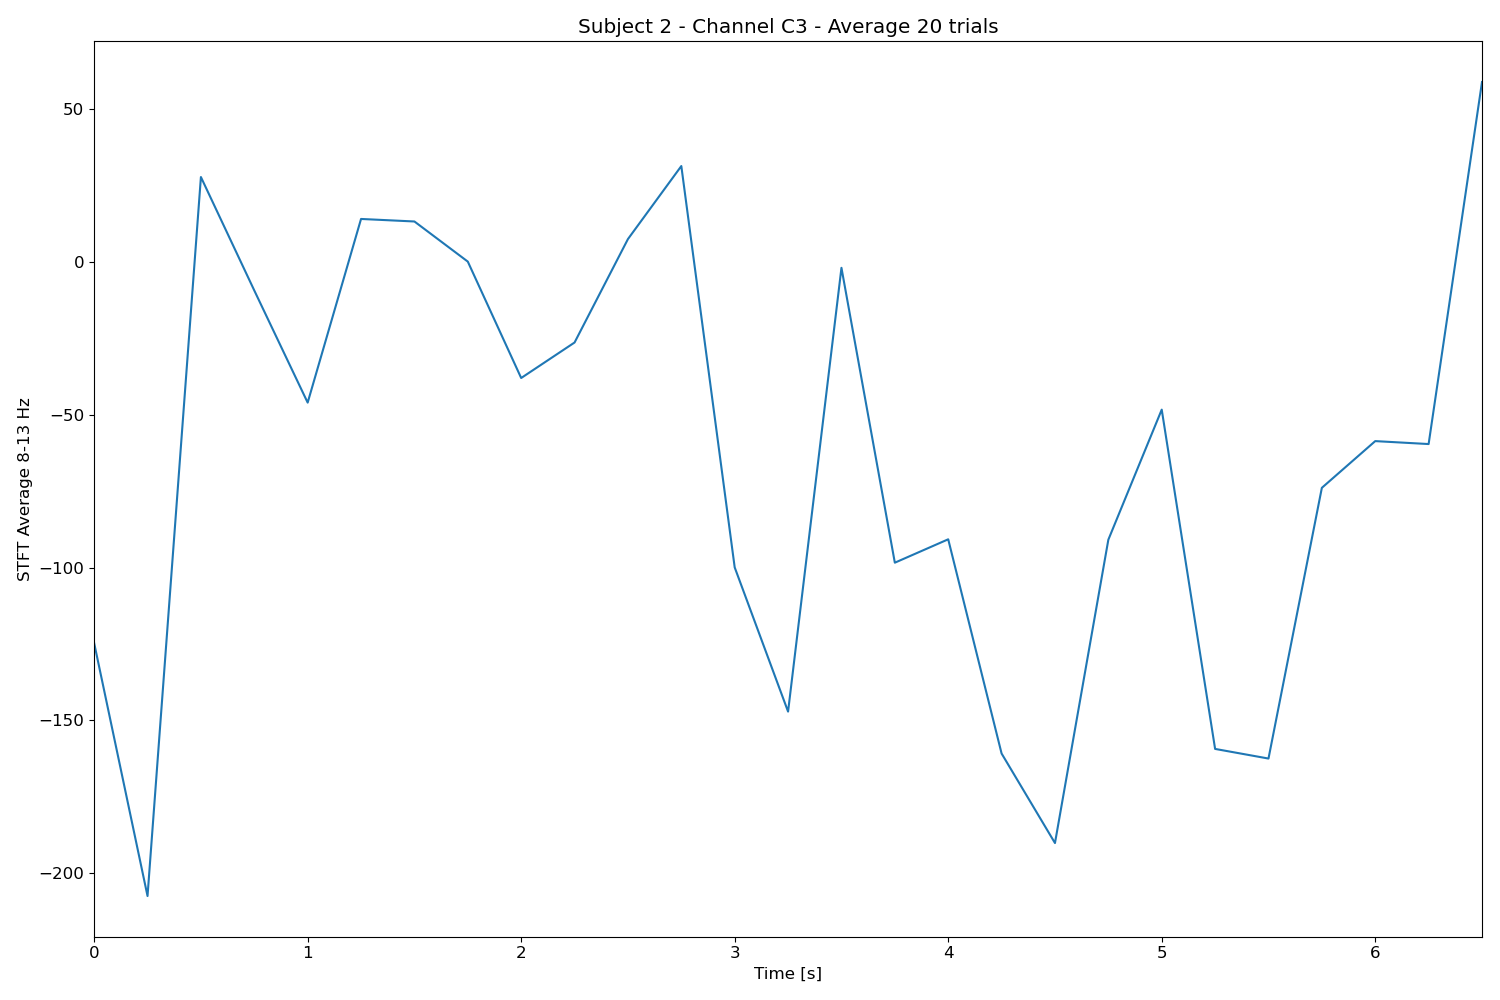 Subject 2 - Channel C3 - Average 20 trials
STFT Average 8-13 Hz
50
0
−50
−100
−150
−200
0 1 2 3 4 5 6
Time [s]